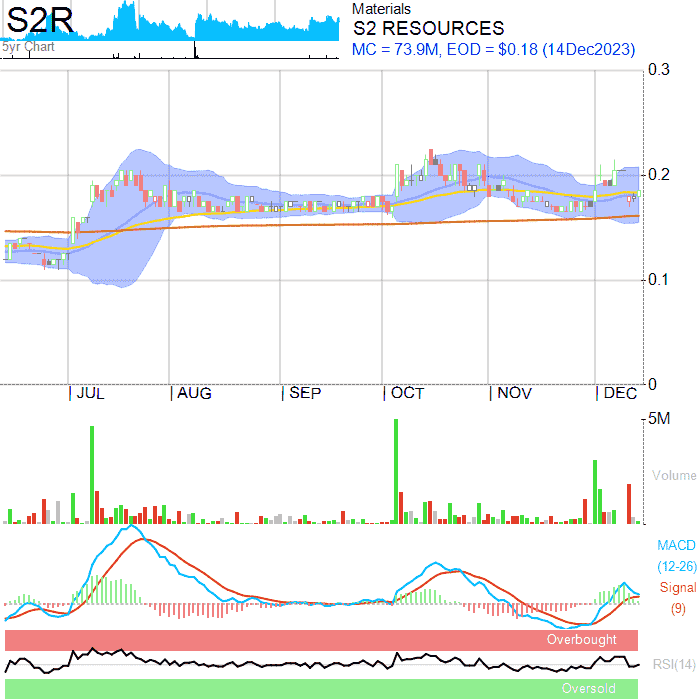 S2R
5yr Chart
Materials
S2 RESOURCES
MC = 73.9M, EOD = $0.18 (14Dec2023)
0.3
0.2
0.1
0
JUL AUG SEP OCT NOV DEC
5M
Volume
MACD
(12-26)
Signal
(9)
Overbought
RSI(14)
Oversold